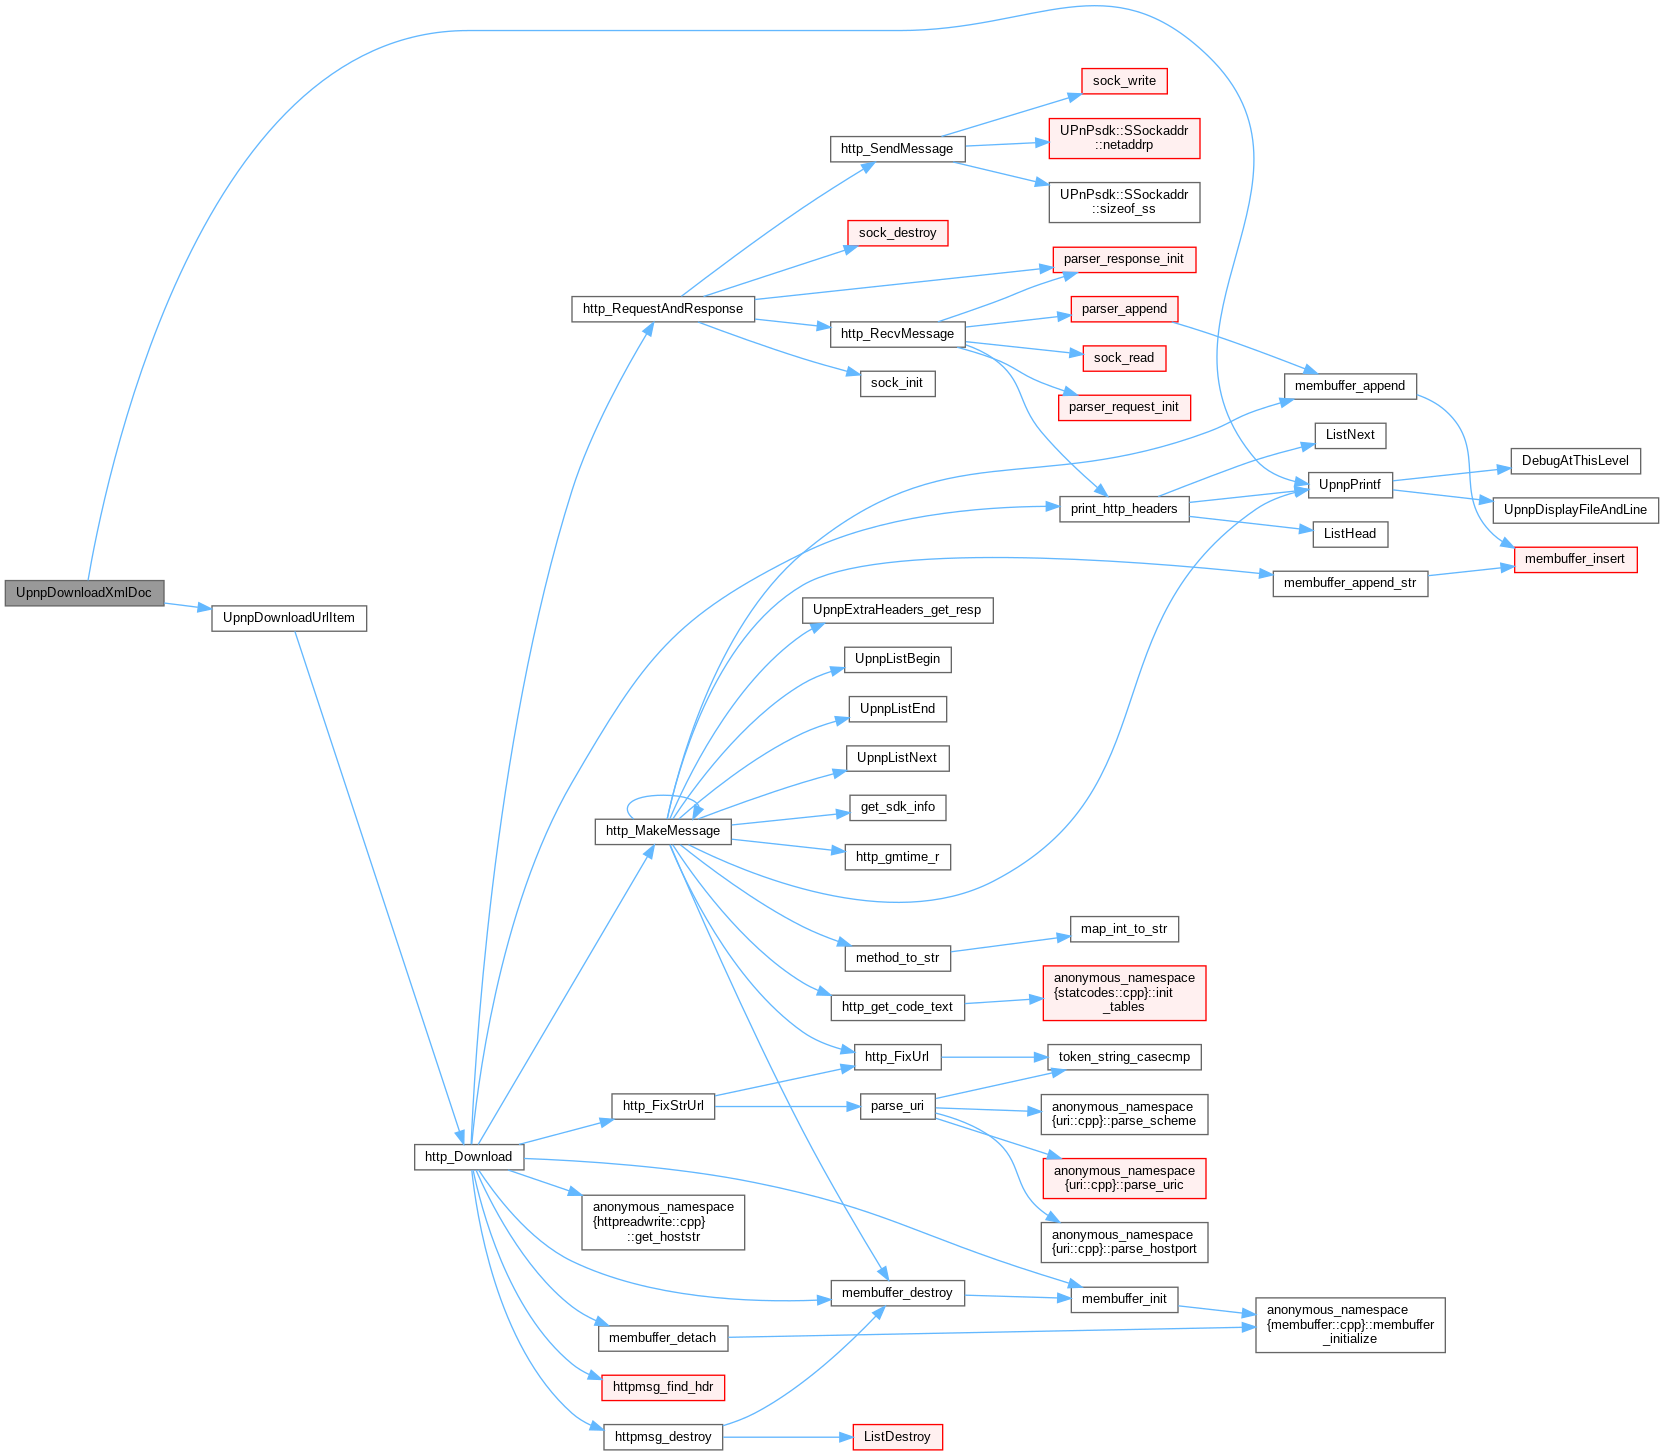 sock_write
UPnPsdk::SSockaddr
::netaddrp
http_SendMessage
UPnPsdk::SSockaddr
::sizeof_ss
sock_destroy
parser_response_init
http_RequestAndResponse
parser_append
http_RecvMessage
sock_read
sock_init
membuffer_append
parser_request_init
ListNext
DebugAtThisLevel
UpnpPrintf
print_http_headers
UpnpDisplayFileAndLine
ListHead
membuffer_insert
membuffer_append_str
UpnpDownloadXmlDoc
UpnpDownloadUrlItem
UpnpExtraHeaders_get_resp
UpnpListBegin
UpnpListEnd
UpnpListNext
get_sdk_info
http_MakeMessage
http_gmtime_r
map_int_to_str
method_to_str
anonymous_namespace
{statcodes::cpp}::init
_tables
http_get_code_text
http_FixUrl
token_string_casecmp
http_FixStrUrl
parse_uri
anonymous_namespace
{uri::cpp}::parse_scheme
http_Download
anonymous_namespace
{uri::cpp}::parse_uric
anonymous_namespace
{httpreadwrite::cpp}
::get_hoststr
anonymous_namespace
{uri::cpp}::parse_hostport
membuffer_destroy
membuffer_init
anonymous_namespace
{membuffer::cpp}::membuffer
_initialize
membuffer_detach
httpmsg_find_hdr
httpmsg_destroy
ListDestroy